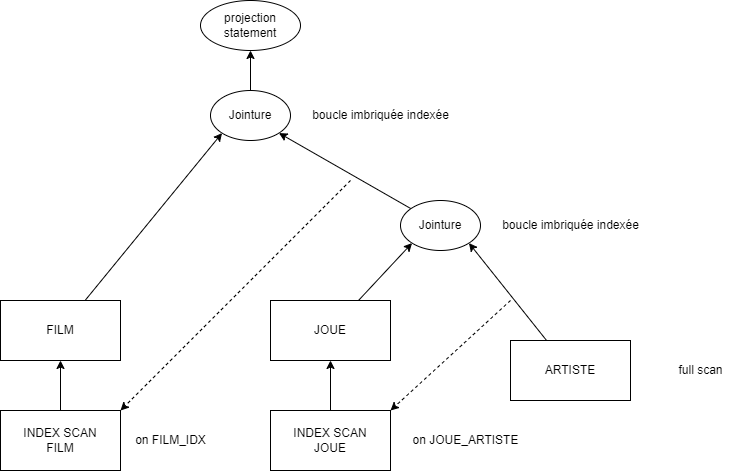 projection
statement
Jointure
boucle imbriquée indexée
Jointure
boucle imbriquée indexée
FILM
JOUE
ARTISTE
full scan
INDEX SCAN
FILM
on FILM_IDX
INDEX SCAN
JOUE
on JOUE_ARTISTE